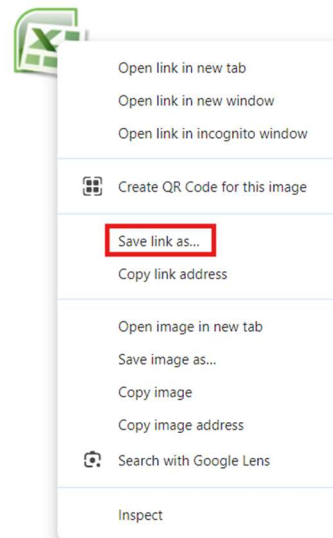 Open link in new tab
Open link in new window
Open link in incognito window
Create QR Code for this image
Save link as...
Copy link address
Open image in new tab
Save image as...
Copy image
Copy image address
Search with Google Lens
Inspect